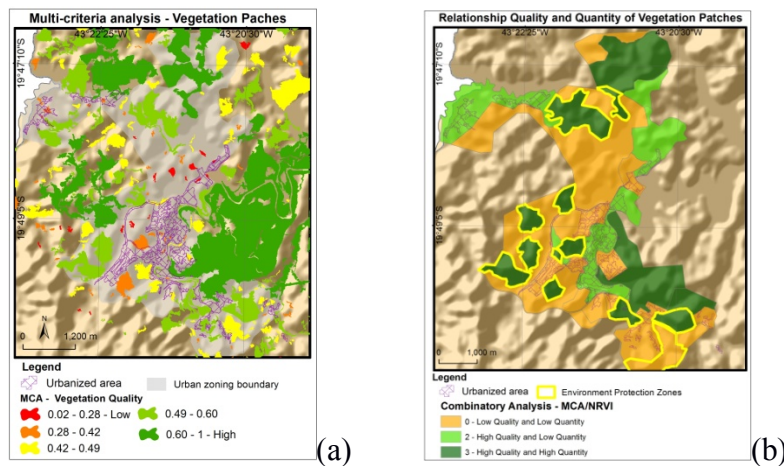 Multi-criteria analysis - Vegetation Paches
43°22'25"W
43°20'30"W
19°47'10"S
19°49'5"S
N
0 1,200 m
Legend
Urbanized area
Urban zoning boundary
MCA - Vegetation Quality
0.02 - 0.28 - Low
0.28 - 0.42
0.42 - 0.49
0.49 - 0.60
0.60 - 1 - High
(a)
Relationship Quality and Quantity of Vegetation Patches
43°22'25"W
43°20'30"W
19°47'10"S
19°49'5"S
0 1,000 m
Legend
Urbanized area
Environment Protection Zones
Combinatory Analysis - MCA/NRVI
0 - Low Quality and Low Quantity
2 - High Quality and Low Quantity
3 - High Quality and High Quantity
(b)